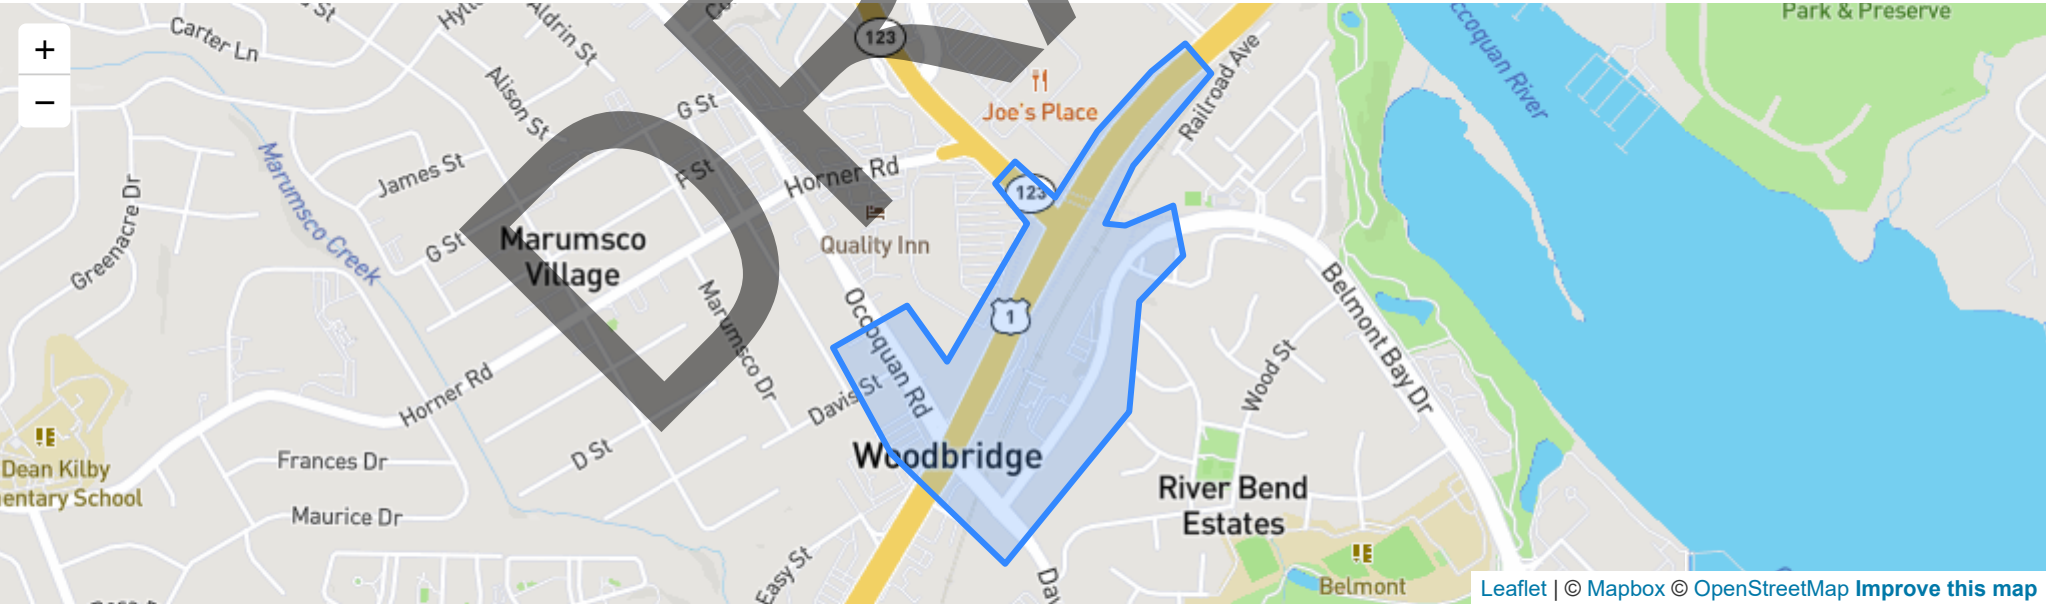 +
−
Carter Ln
Aldrin St
Alison St
G St
James St
Marumsco Creek
Greenacre Dr
G St
F St
Horner Rd
Marumsco
Village
Quality Inn
123
Joe's Place
Railroad Ave
123
1
Marumsco Dr
Occoquan Rd
Davis St
Horner Rd
Woodbridge
D St
Frances Dr
Maurice Dr
Dean Kilby
entary School
Easy St
Wood St
River Bend
Estates
Belmont
Belmont Bay Dr
ccoquan River
Park & Preserve
Leaflet | © Mapbox © OpenStreetMap Improve this map